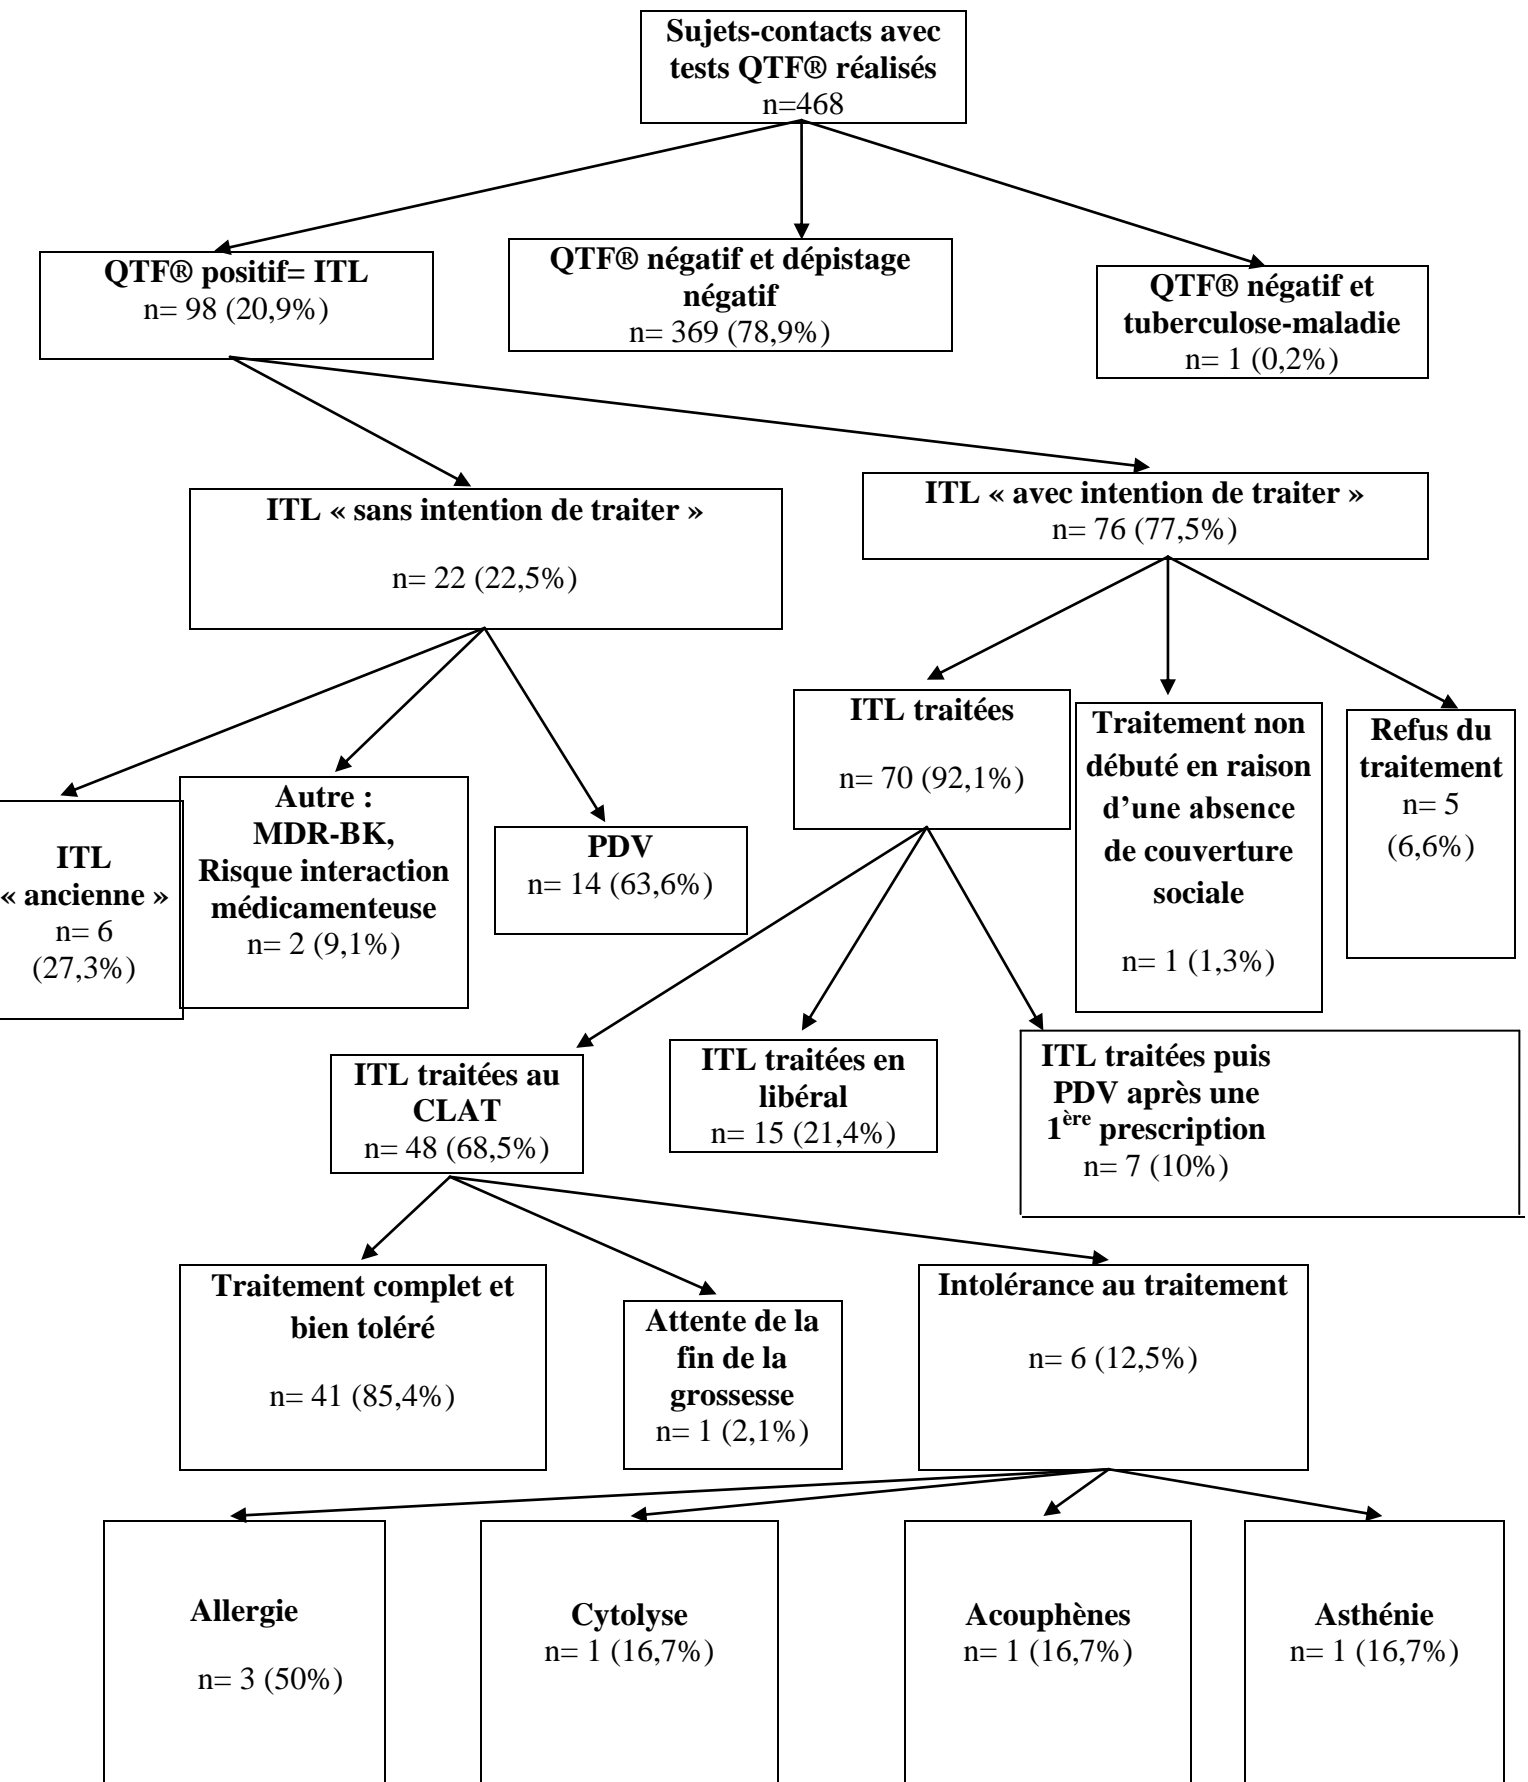 Sujets-contacts avec
tests QTF® réalisés
n=468
QTF® positif= ITL
n= 98 (20,9%)
QTF® négatif et dépistage
négatif
n= 369 (78,9%)
QTF® négatif et
tuberculose-maladie
n= 1 (0,2%)
ITL « sans intention de traiter »
n= 22 (22,5%)
ITL « avec intention de traiter »
n= 76 (77,5%)
ITL
« ancienne »
n= 6
(27,3%)
Autre :
MDR-BK,
Risque interaction
médicamenteuse
n= 2 (9,1%)
PDV
n= 14 (63,6%)
ITL traitées
n= 70 (92,1%)
Traitement non
débuté en raison
d’une absence
de couverture
sociale
n= 1 (1,3%)
Refus du
traitement
n= 5
(6,6%)
ITL traitées au
CLAT
n= 48 (68,5%)
ITL traitées en
libéral
n= 15 (21,4%)
ITL traitées puis
PDV après une
1ère prescription
n= 7 (10%)
Traitement complet et
bien toléré
n= 41 (85,4%)
Attente de la
fin de la
grossesse
n= 1 (2,1%)
Intolérance au traitement
n= 6 (12,5%)
Allergie
n= 3 (50%)
Cytolyse
n= 1 (16,7%)
Acouphènes
n= 1 (16,7%)
Asthénie
n= 1 (16,7%)